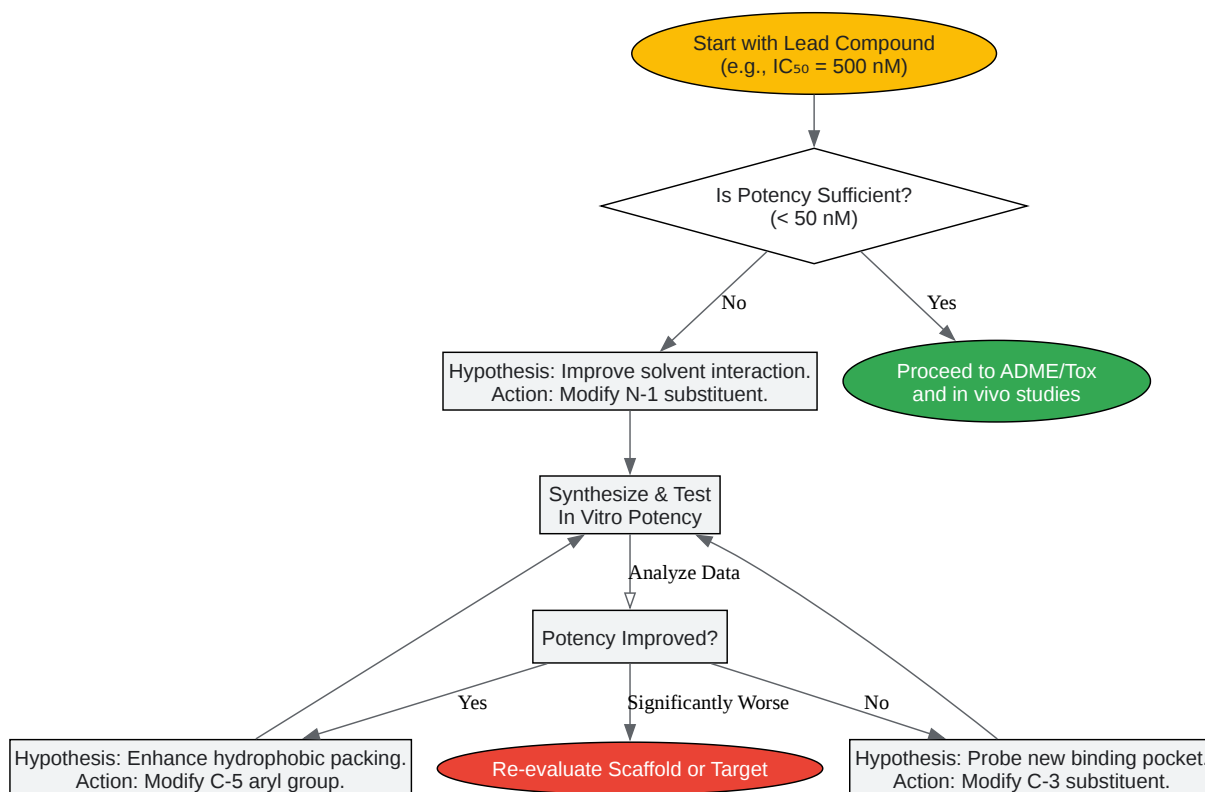 Start with Lead Compound
(e.g., IC₅₀ = 500 nM)
Is Potency Sufficient?
(< 50 nM)
No
Yes
Hypothesis: Improve solvent interaction.
Action: Modify N-1 substituent.
Proceed to ADME/Tox
and in vivo studies
Synthesize & Test
In Vitro Potency
Analyze Data
Potency Improved?
Yes
Significantly Worse
No
Hypothesis: Enhance hydrophobic packing.
Action: Modify C-5 aryl group.
Re-evaluate Scaffold or Target
Hypothesis: Probe new binding pocket.
Action: Modify C-3 substituent.